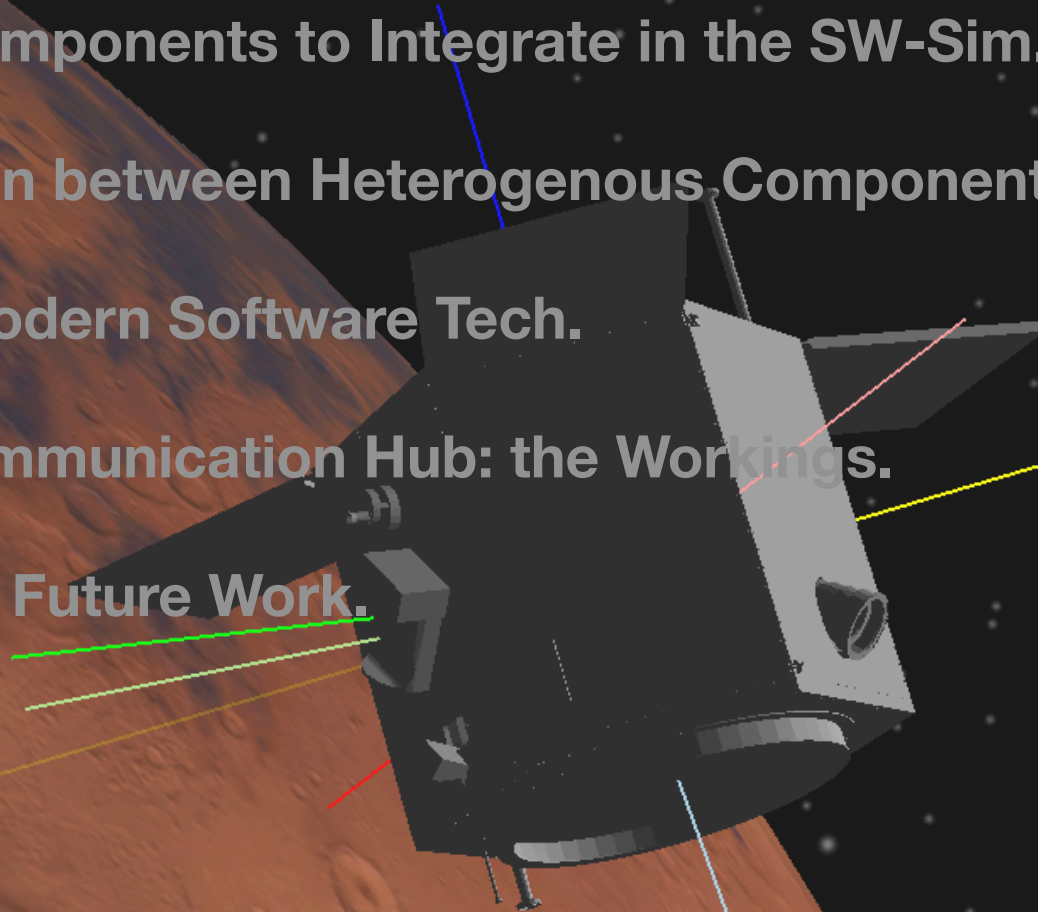 mponents to Integrate in the SW-Sim.
n between Heterogenous Component
odern Software Tech.
mmunication Hub: the Workings.
Future Work.